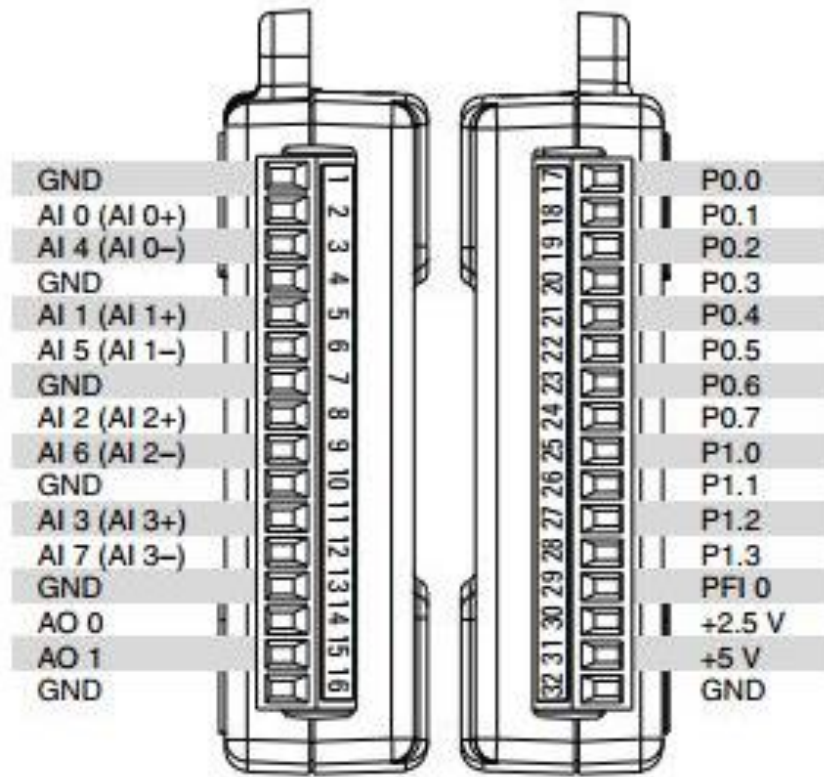 GND 1
AI 0 (AI 0+) 2
AI 4 (AI 0–) 3
GND 4
AI 1 (AI 1+) 5
AI 5 (AI 1–) 6
GND 7
AI 2 (AI 2+) 8
AI 6 (AI 2–) 9
GND 10
AI 3 (AI 3+) 11
AI 7 (AI 3–) 12
GND 13
AO 0 14
AO 1 15
GND 16
17 P0.0
18 P0.1
19 P0.2
20 P0.3
21 P0.4
22 P0.5
23 P0.6
24 P0.7
25 P1.0
26 P1.1
27 P1.2
28 P1.3
29 PFI 0
30 +2.5 V
31 +5 V
32 GND